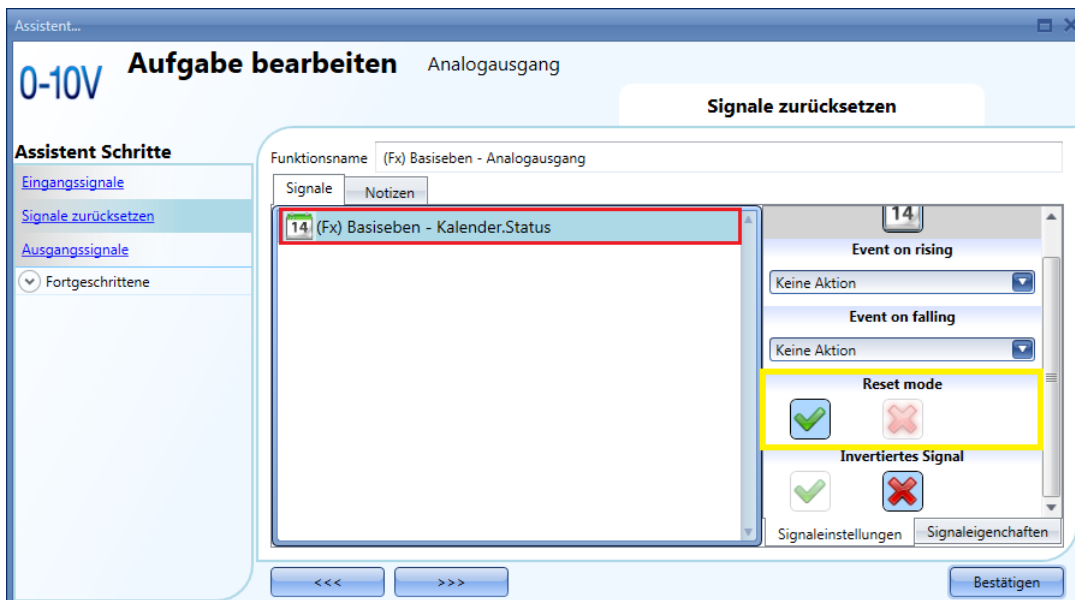 Assistent...
0-10V
Aufgabe bearbeiten Analogausgang
Signale zurücksetzen
Assistent Schritte
Eingangssignale
Signale zurücksetzen
Ausgangssignale
Fortgeschrittene
Funktionsname (Fx) Basiseben - Analogausgang
Signale Notizen
14 (Fx) Basiseben - Kalender.Status
14
Event on rising
Keine Aktion
Event on falling
Keine Aktion
Reset mode
Invertiertes Signal
Signaleinstellungen Signaleigenschaften
<<< >>> Bestätigen